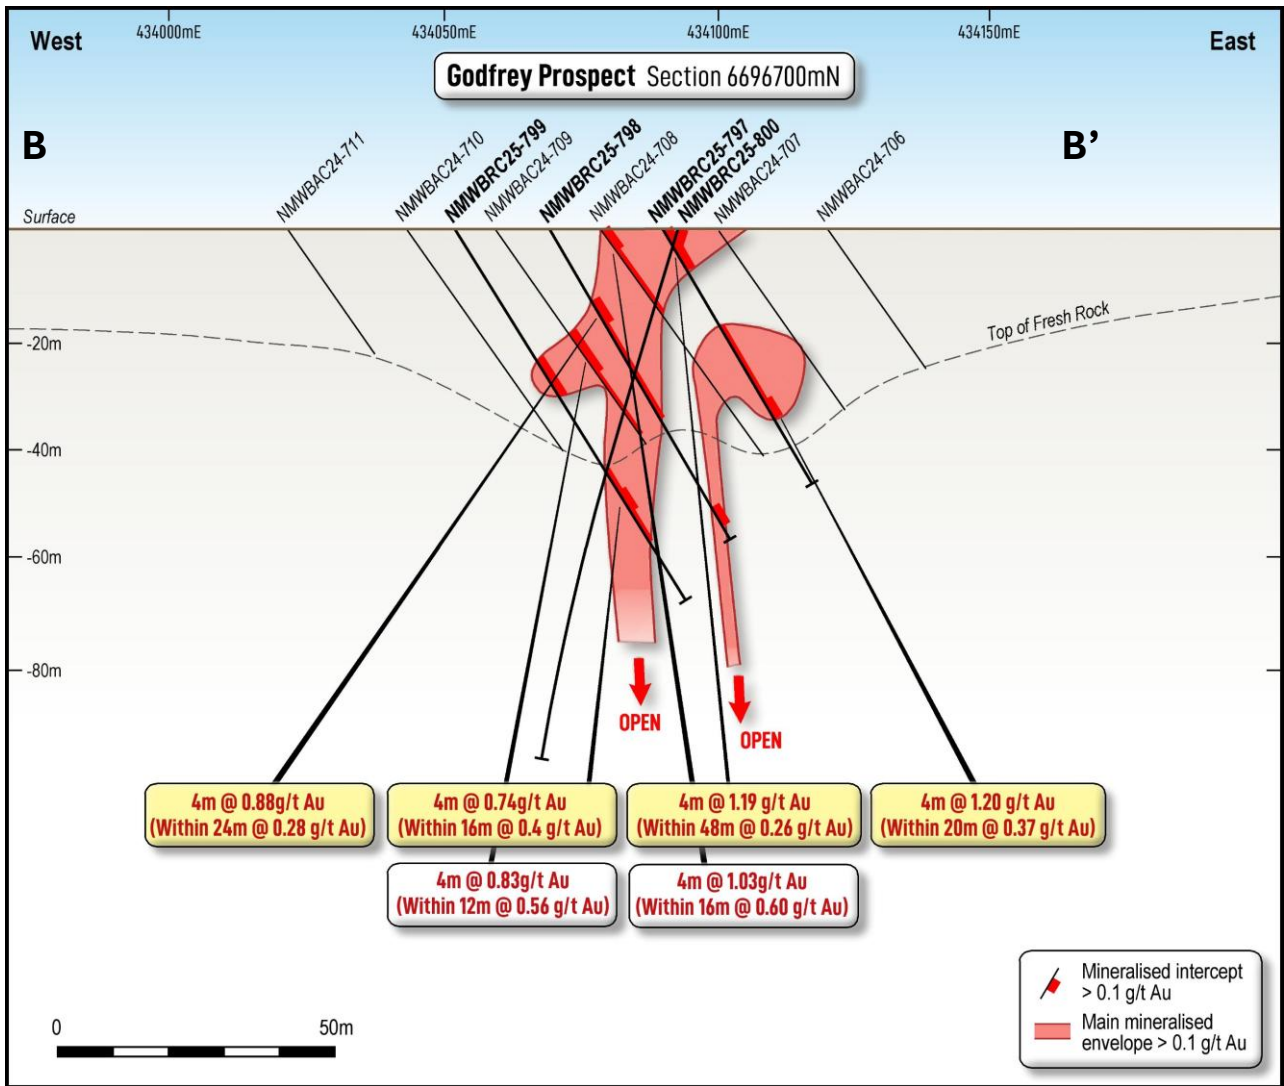 434000mE
434050mE
434100mE
434150mE
West
East
Godfrey Prospect Section 6696700mN
B
B’
NMWBAC24-711
NMWBAC24-710
NMWBRC25-799
NMWBAC24-709
NMWBRC25-798
NMWBAC24-708
NMWBRC25-797
NMWBRC25-800
NMWBAC24-707
NMWBAC24-706
Surface
Top of Fresh Rock
-20m
-40m
-60m
-80m
OPEN
OPEN
4m @ 0.88g/t Au
(Within 24m @ 0.28 g/t Au)
4m @ 0.74g/t Au
(Within 16m @ 0.4 g/t Au)
4m @ 1.19 g/t Au
(Within 48m @ 0.26 g/t Au)
4m @ 1.20 g/t Au
(Within 20m @ 0.37 g/t Au)
4m @ 0.83g/t Au
(Within 12m @ 0.56 g/t Au)
4m @ 1.03g/t Au
(Within 16m @ 0.60 g/t Au)
Mineralised intercept
> 0.1 g/t Au
Main mineralised
envelope > 0.1 g/t Au
0
50m